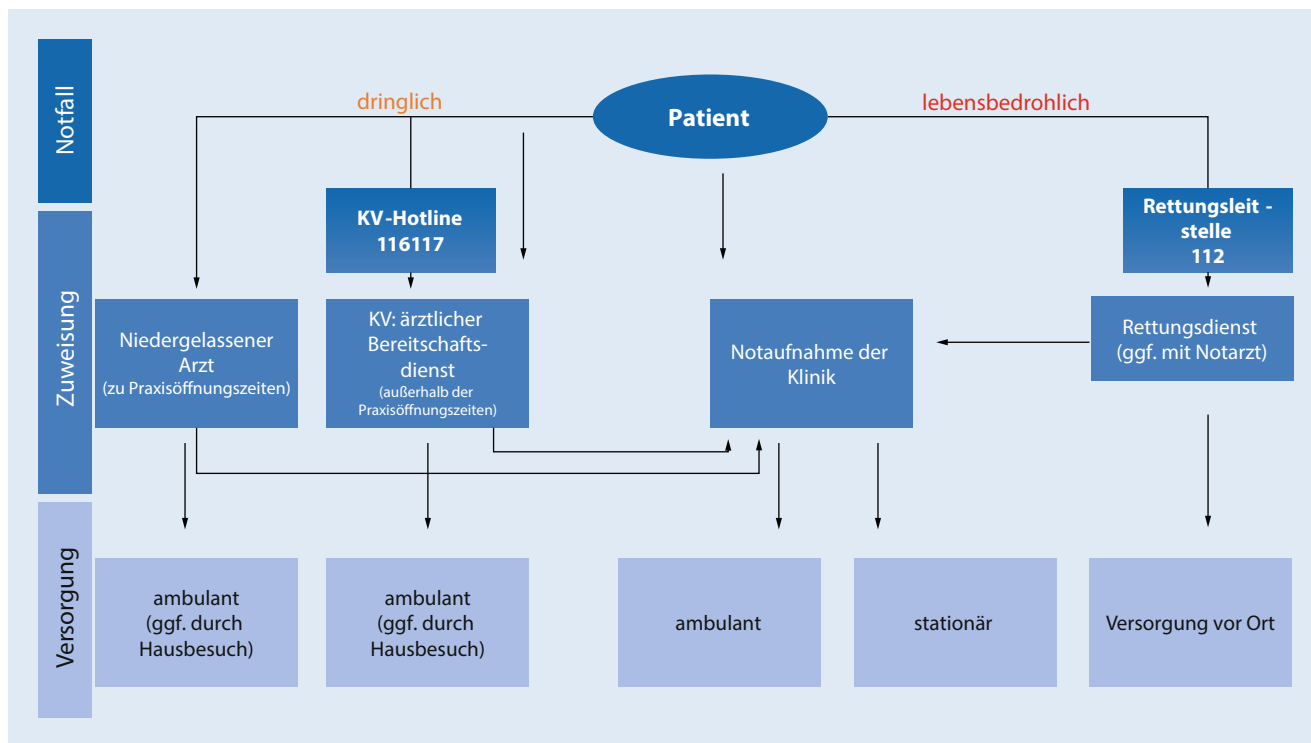 Notfall
dringlich
Patient
lebensbedrohlich
KV-Hotline
116117
Rettungsleit -
stelle
112
Zuweisung
Niedergelassener
Arzt
(zu Praxisöffnungszeiten)
KV: ärztlicher
Bereitschafts-
dienst
(außerhalb der
Praxisöffnungszeiten)
Notaufnahme der
Klinik
Rettungsdienst
(ggf. mit Notarzt)
Versorgung
ambulant
(ggf. durch
Hausbesuch)
ambulant
(ggf. durch
Hausbesuch)
ambulant
stationär
Versorgung vor Ort